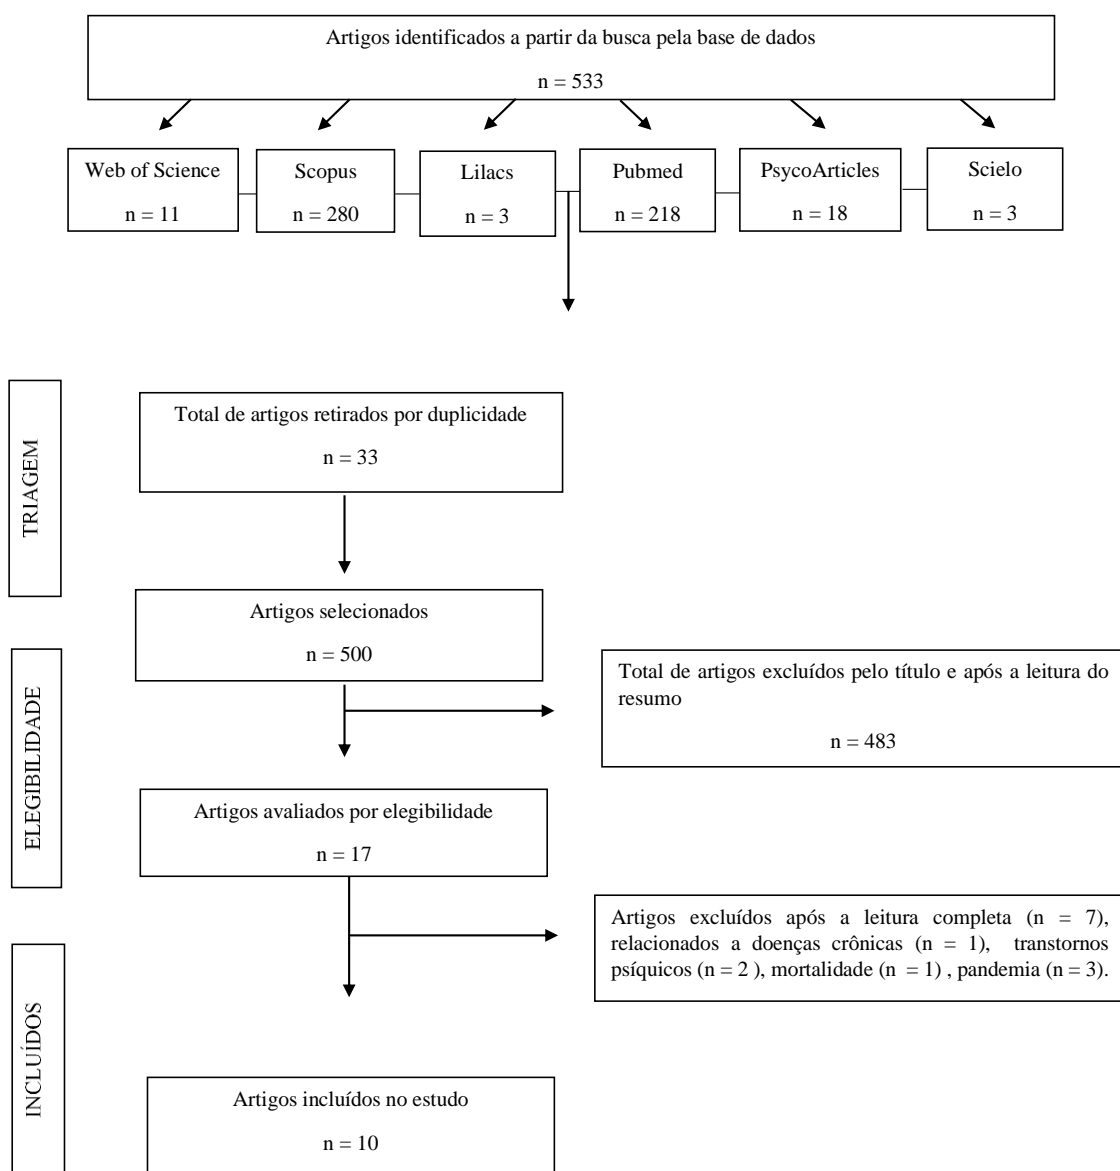 Artigos identificados a partir da busca pela base de dados
n = 533
Web of Science
n = 11
Scopus
n = 280
Lilacs
n = 3
Pubmed
n = 218
PsycoArticles
n = 18
Scielo
n = 3
TRIAGEM
Total de artigos retirados por duplicidade
n = 33
Artigos selecionados
n = 500
ELEGIBILIDADE
Total de artigos excluídos pelo título e após a leitura do
resumo
n = 483
Artigos avaliados por elegibilidade
n = 17
Artigos excluídos após a leitura completa (n = 7),
relacionados a doenças crônicas (n = 1), transtornos
psíquicos (n = 2 ), mortalidade (n = 1) , pandemia (n = 3).
INCLUÍDOS
Artigos incluídos no estudo
n = 10